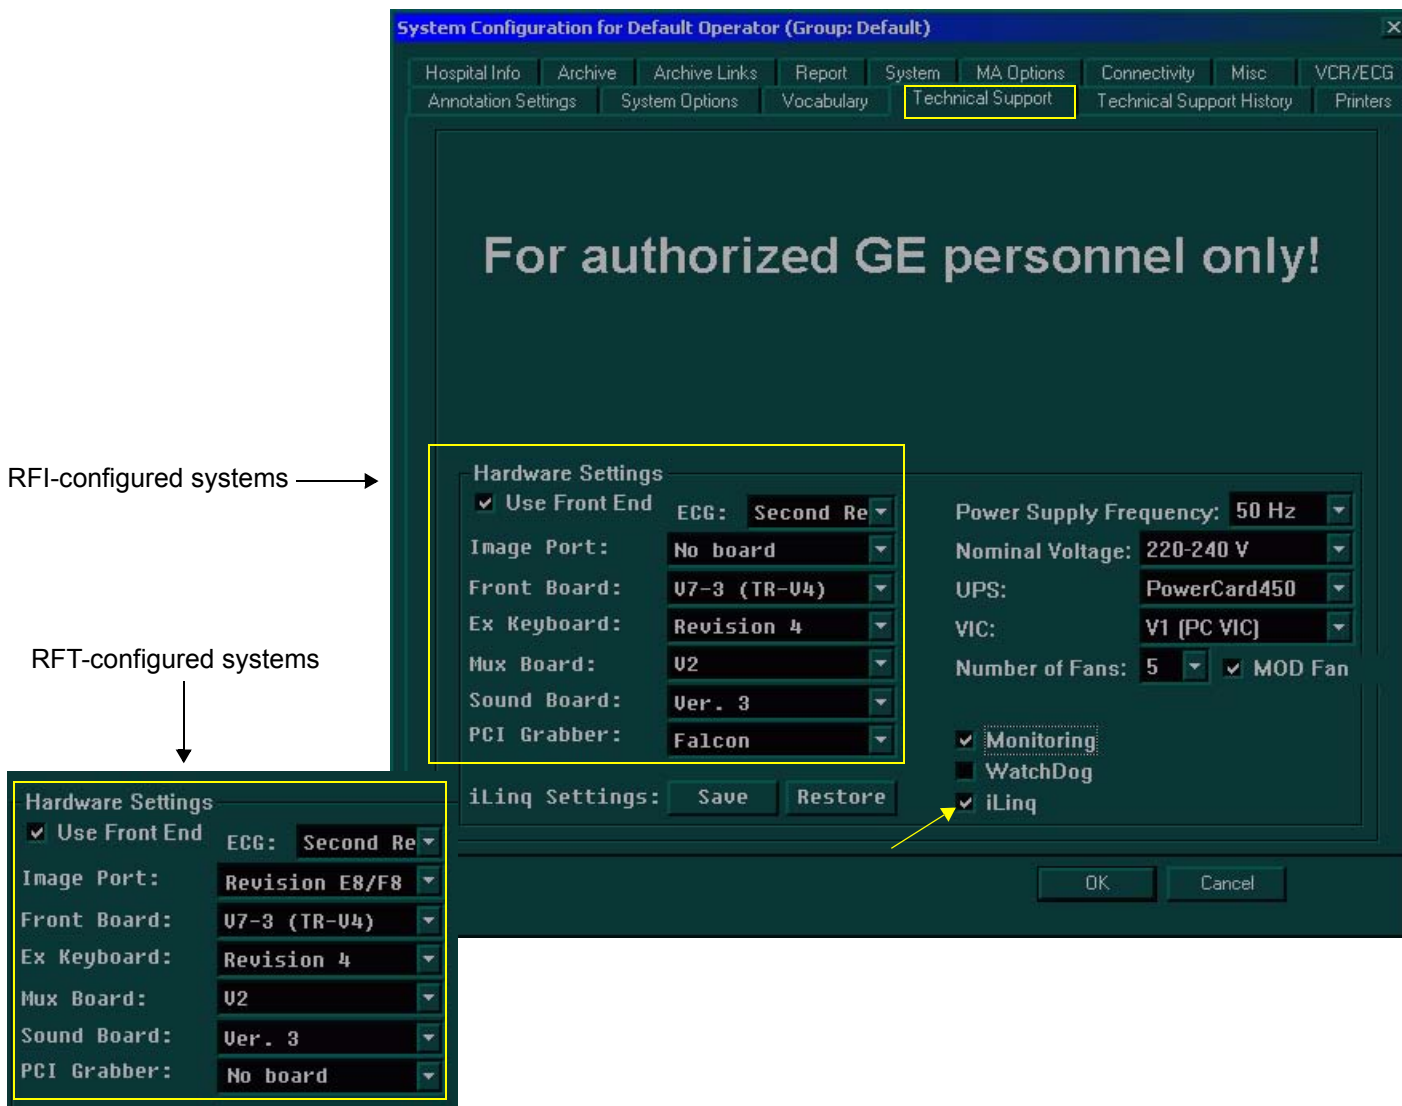 System Configuration for Default Operator (Group: Default)
Hospital Info Archive Archive Links Report System MA Options Connectivity Misc VCR/ECG
Annotation Settings System Options Vocabulary Technical Support Technical Support History Printers
For authorized GE personnel only!
RFI-configured systems
Hardware Settings
Use Front End ECG: Second Re
Image Port: No board
Front Board: V7-3 (TR-V4)
Ex Keyboard: Revision 4
Mux Board: V2
Sound Board: Ver. 3
PCI Grabber: Falcon
iLinq Settings: Save Restore
Power Supply Frequency: 50 Hz
Nominal Voltage: 220-240 V
UPS: PowerCard450
VIC: V1 (PC VIC)
Number of Fans: 5 MOD Fan
Monitoring
WatchDog
iLinq
OK Cancel
RFT-configured systems
Hardware Settings
Use Front End ECG: Second Re
Image Port: Revision E8/F8
Front Board: V7-3 (TR-V4)
Ex Keyboard: Revision 4
Mux Board: V2
Sound Board: Ver. 3
PCI Grabber: No board